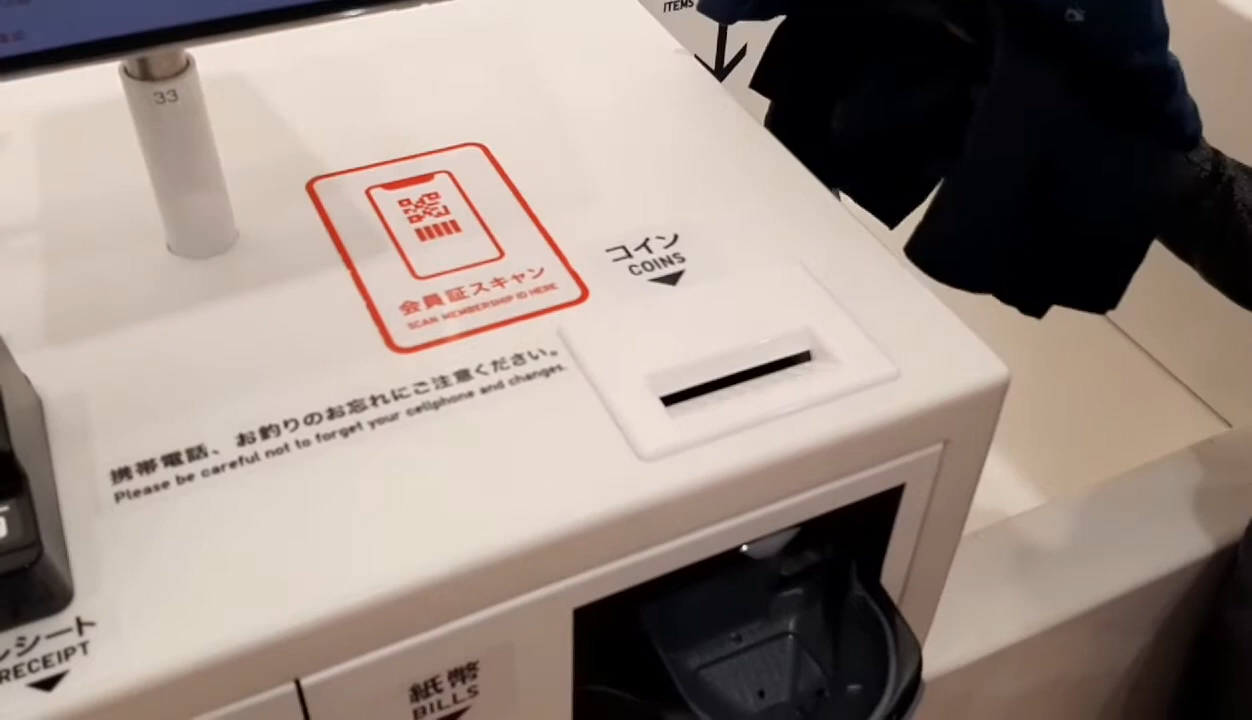 ITEMS
33
コイン
COINS
会員証スキャン
SCAN MEMBERSHIP ID HERE
携帯電話、お釣りのお忘れにご注意ください。
Please be careful not to forget your cellphone and changes.
レシート
RECEIPT
紙幣
BILLS